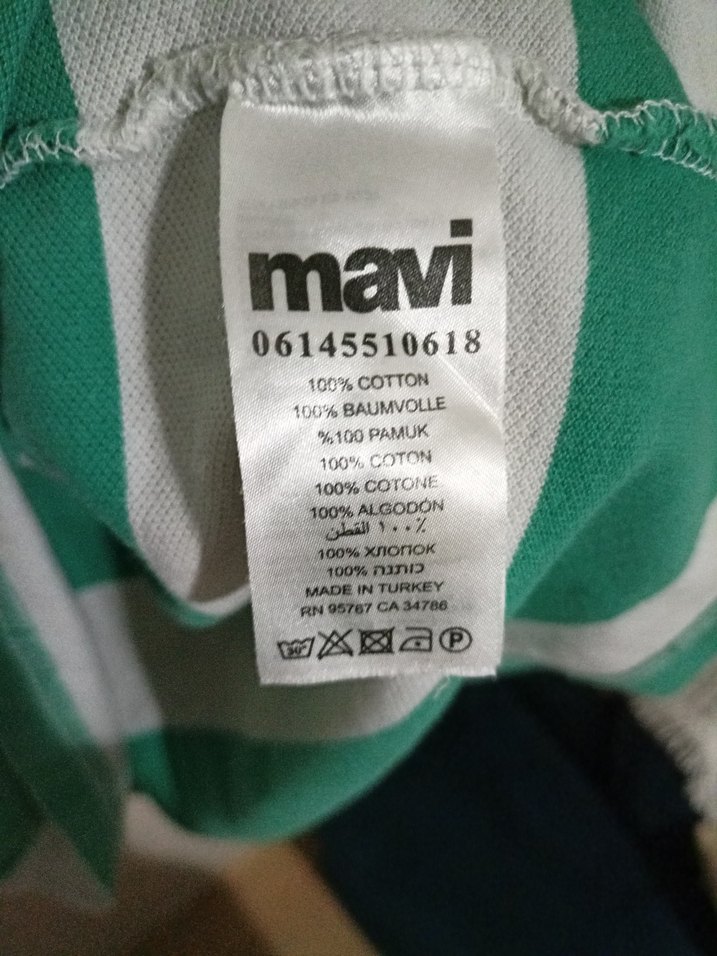 mavi
06145510618
100% COTTON
100% BAUMVOLLE
%100 PAMUK
100% COTON
100% COTONE
100% ALGODÓN
٪١٠٠ القطن
100% ХЛОПОК
100% כותנה
MADE IN TURKEY
RN 95767 CA 34786
30°
P